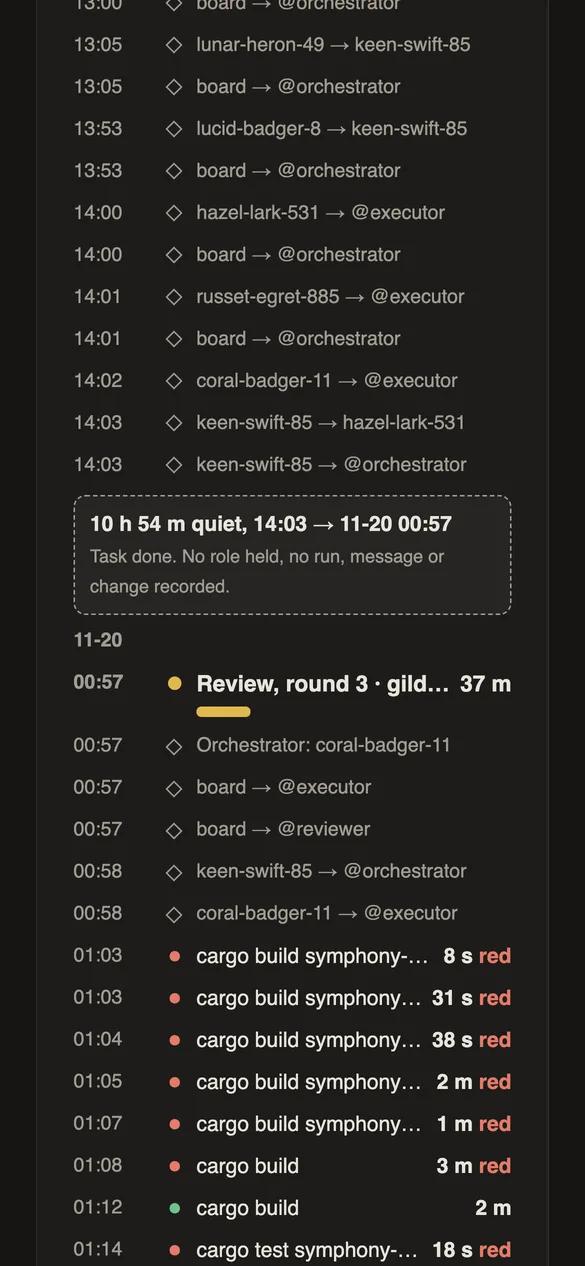 13:00 board → @orchestrator
13:05 lunar-heron-49 → keen-swift-85
13:05 board → @orchestrator
13:53 lucid-badger-8 → keen-swift-85
13:53 board → @orchestrator
14:00 hazel-lark-531 → @executor
14:00 board → @orchestrator
14:01 russet-egret-885 → @executor
14:01 board → @orchestrator
14:02 coral-badger-11 → @executor
14:03 keen-swift-85 → hazel-lark-531
14:03 keen-swift-85 → @orchestrator
10 h 54 m quiet, 14:03 → 11-20 00:57
Task done. No role held, no run, message or
change recorded.
11-20
00:57 Review, round 3 · gild… 37 m
00:57 Orchestrator: coral-badger-11
00:57 board → @executor
00:57 board → @reviewer
00:58 keen-swift-85 → @orchestrator
00:58 coral-badger-11 → @executor
01:03 cargo build symphony-… 8 s red
01:03 cargo build symphony… 31 s red
01:04 cargo build symphony… 38 s red
01:05 cargo build symphony… 2 m red
01:07 cargo build symphony… 1 m red
01:08 cargo build 3 m red
01:12 cargo build 2 m
01:14 cargo test symphony-… 18 s red